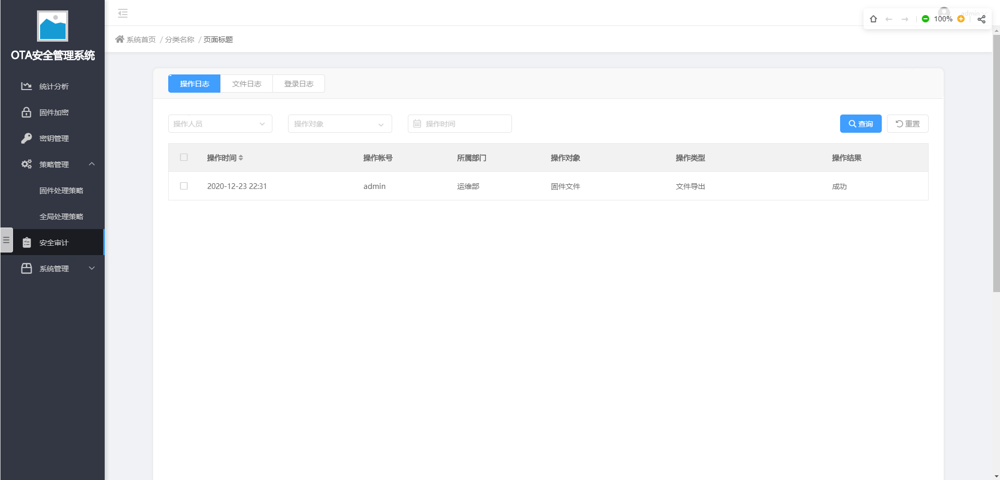 admin
100%
系统首页 / 分类名称 / 页面标题
OTA安全管理系统
统计分析
固件加密
密钥管理
策略管理
固件处理策略
全局处理策略
安全审计
系统管理
操作日志 文件日志 登录日志
操作人员 操作对象 操作时间 查询 重置
操作时间 操作帐号 所属部门 操作对象 操作类型 操作结果
2020-12-23 22:31 admin 运维部 固件文件 文件导出 成功